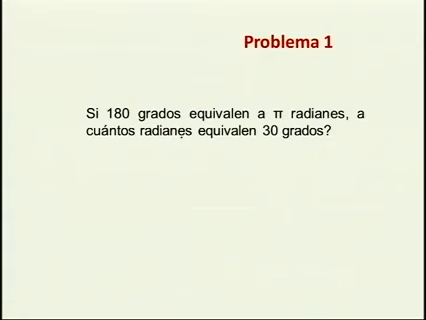 Problema 1
Si 180 grados equivalen a π radianes, a
cuántos radianes equivalen 30 grados?